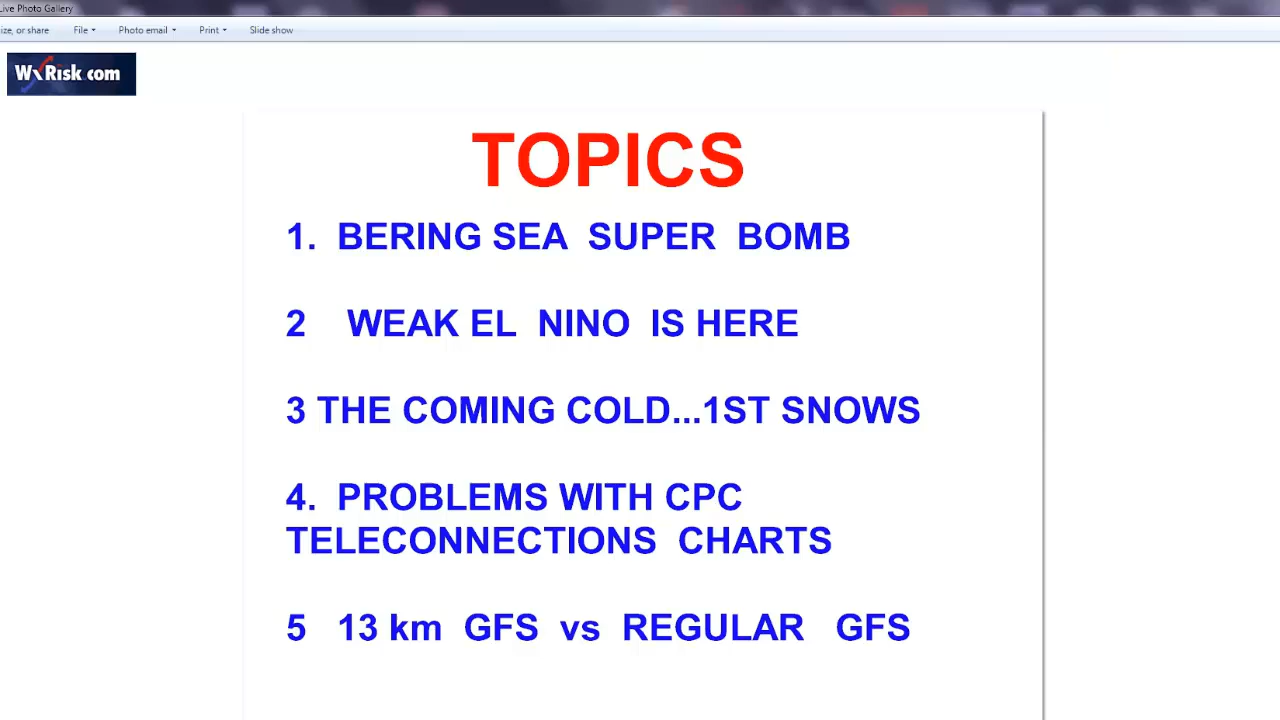 Live Photo Gallery
ize, or share File Photo email Print Slide show
WxRisk.com
TOPICS
1. BERING SEA SUPER BOMB
2 WEAK EL NINO IS HERE
3 THE COMING COLD...1ST SNOWS
4. PROBLEMS WITH CPC
TELECONNECTIONS CHARTS
5 13 km GFS vs REGULAR GFS